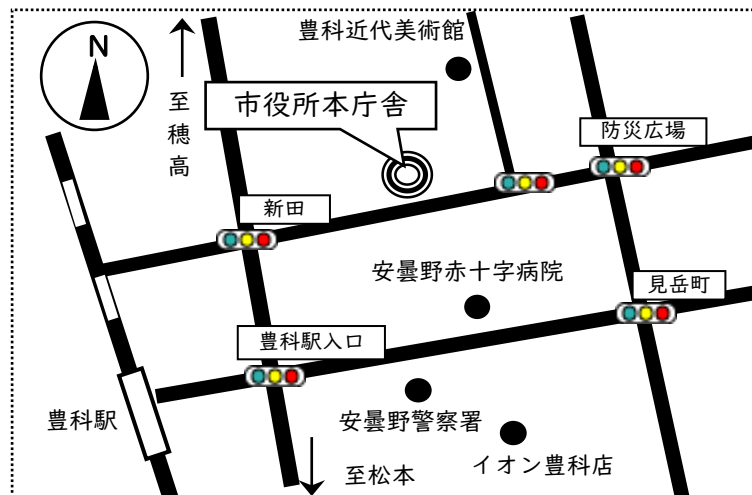 豊科近代美術館
N
至穂高
市役所本庁舎
防災広場
新田
安曇野赤十字病院
見岳町
豊科駅入口
豊科駅
安曇野警察署
イオン豊科店
至松本